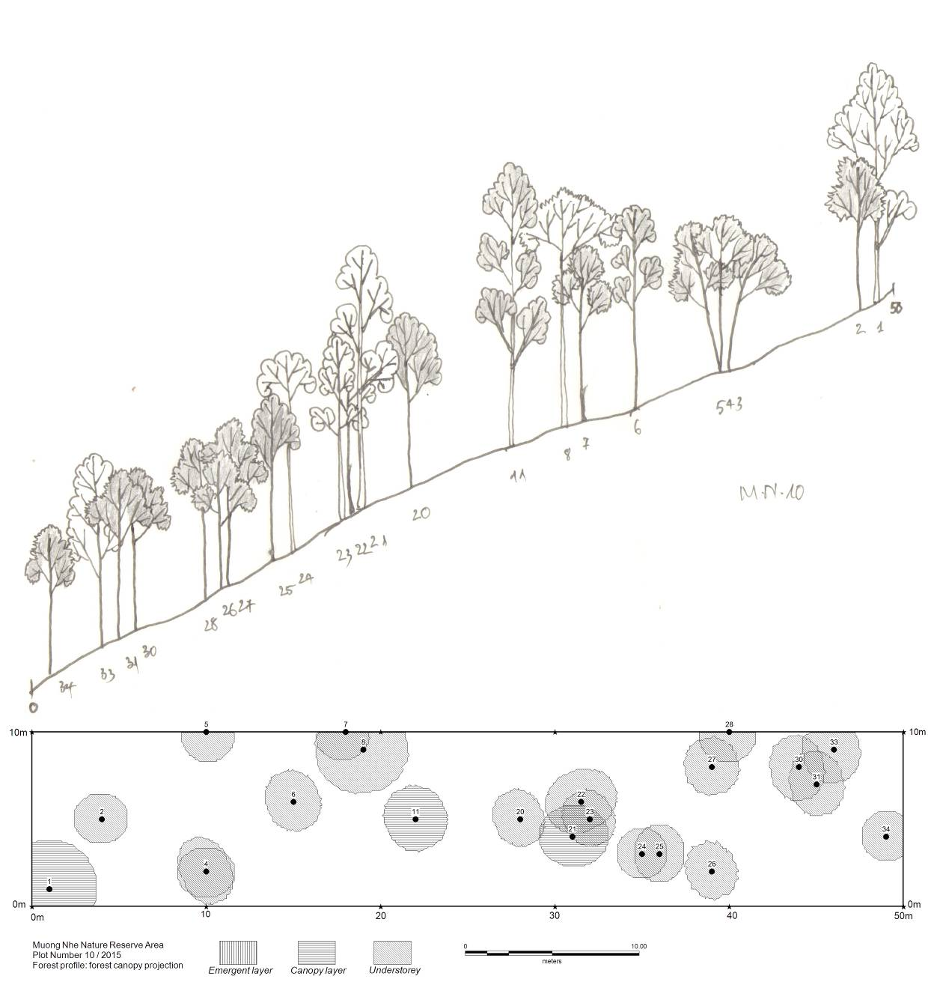 50
2 1
543
6
7
8
11
M.N.10
20
23 22 21
25 24
26 27
28
30
31
33
34
0
10m 5 7 28 10m
8 33
27 30
31
6 22
2 11 20 23
21 34
24 25
4 26
1
0m 0m
0m 10 20 30 40 50m
Muong Nhe Nature Reserve Area
Plot Number 10 / 2015
Forest profile: forest canopy projection
Emergent layer Canopy layer Understorey
0 10.00
meters